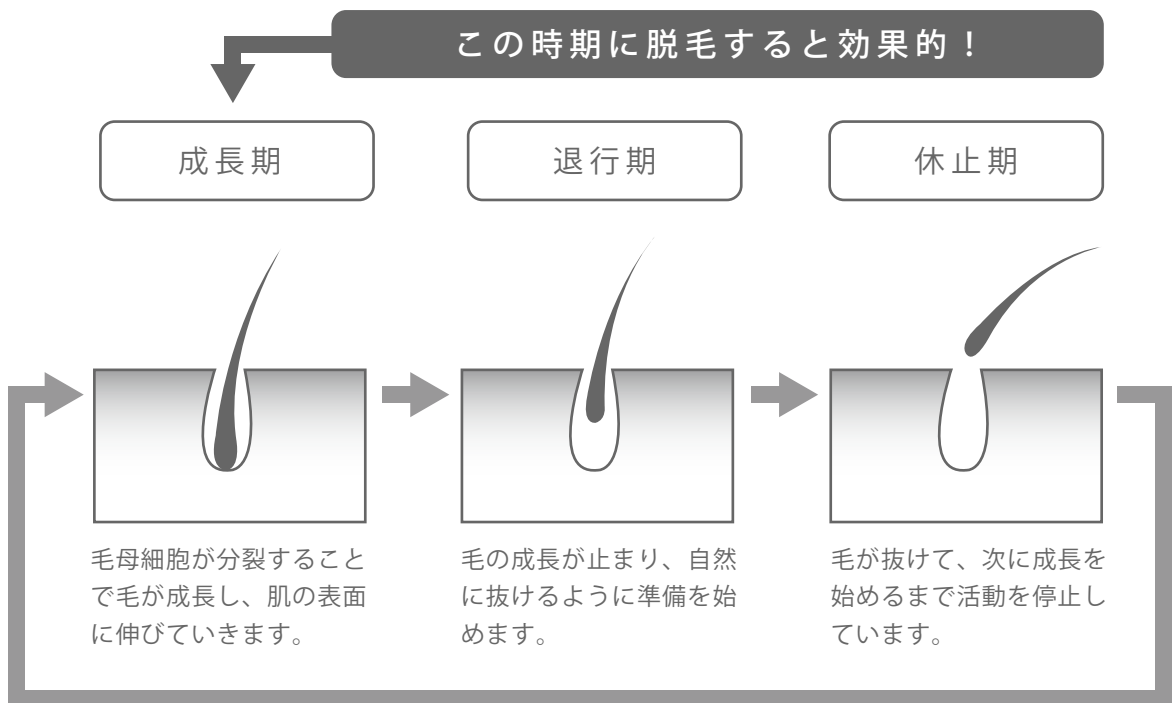 この時期に脱毛すると効果的！
成長期
退行期
休止期
毛母細胞が分裂すること
で毛が成長し、肌の表面
に伸びていきます。
毛の成長が止まり、自然
に抜けるように準備を始
めます。
毛が抜けて、次に成長を
始めるまで活動を停止し
ています。